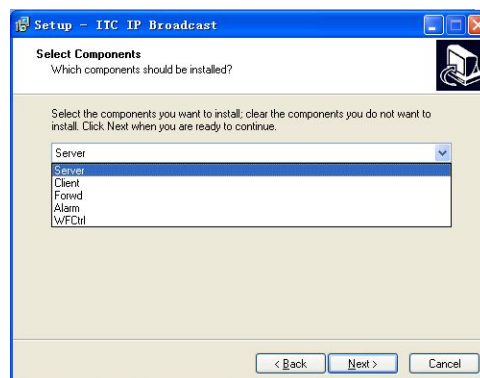 Setup - ITC IP Broadcast
Select Components
Which components should be installed?
Select the components you want to install; clear the components you do not want to
install. Click Next when you are ready to continue.
Server
Server
Client
Forwd
Alarm
WFCtrl
< Back
Next >
Cancel